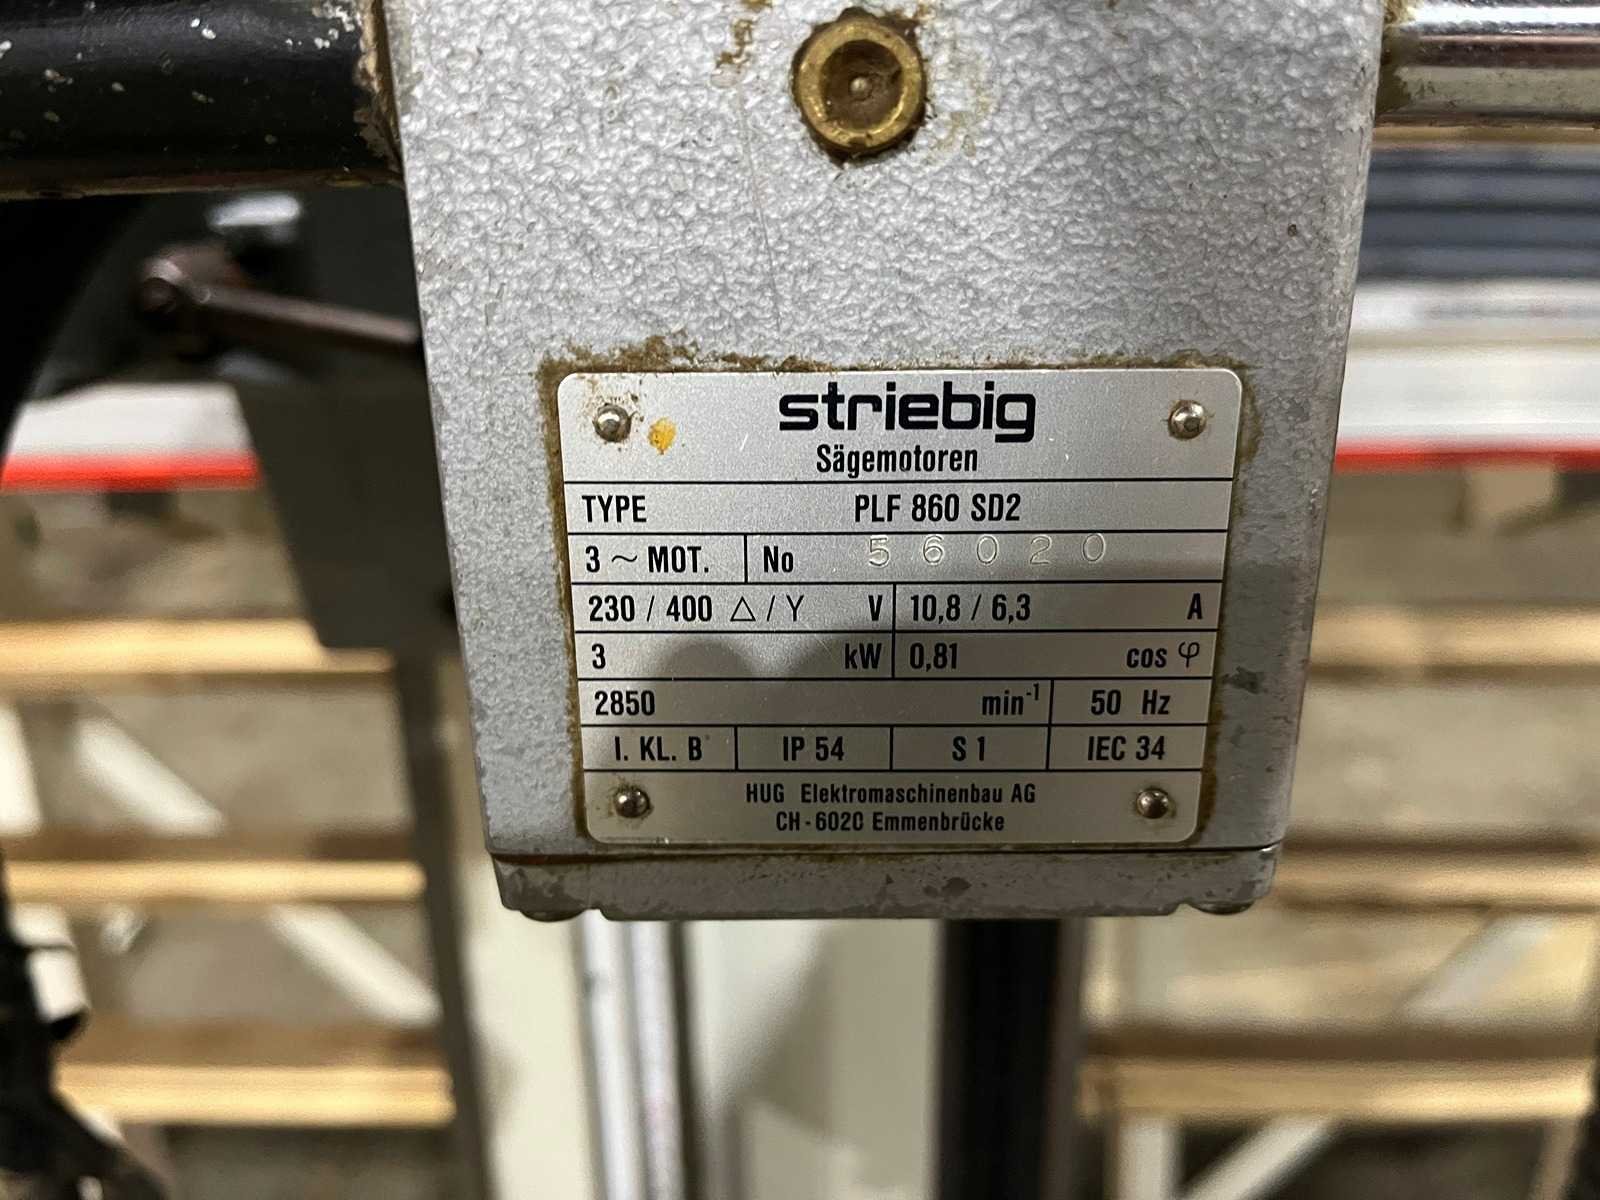 striebig
Sägemotoren
TYPE PLF 860 SD2
3 ~ MOT. No 56020
230 / 400 △ / Y V 10,8 / 6,3 A
3 kW 0,81 cos φ
2850 min⁻¹ 50 Hz
I. KL. B IP 54 S 1 IEC 34
HUG Elektromaschinenbau AG
CH - 6020 Emmenbrücke